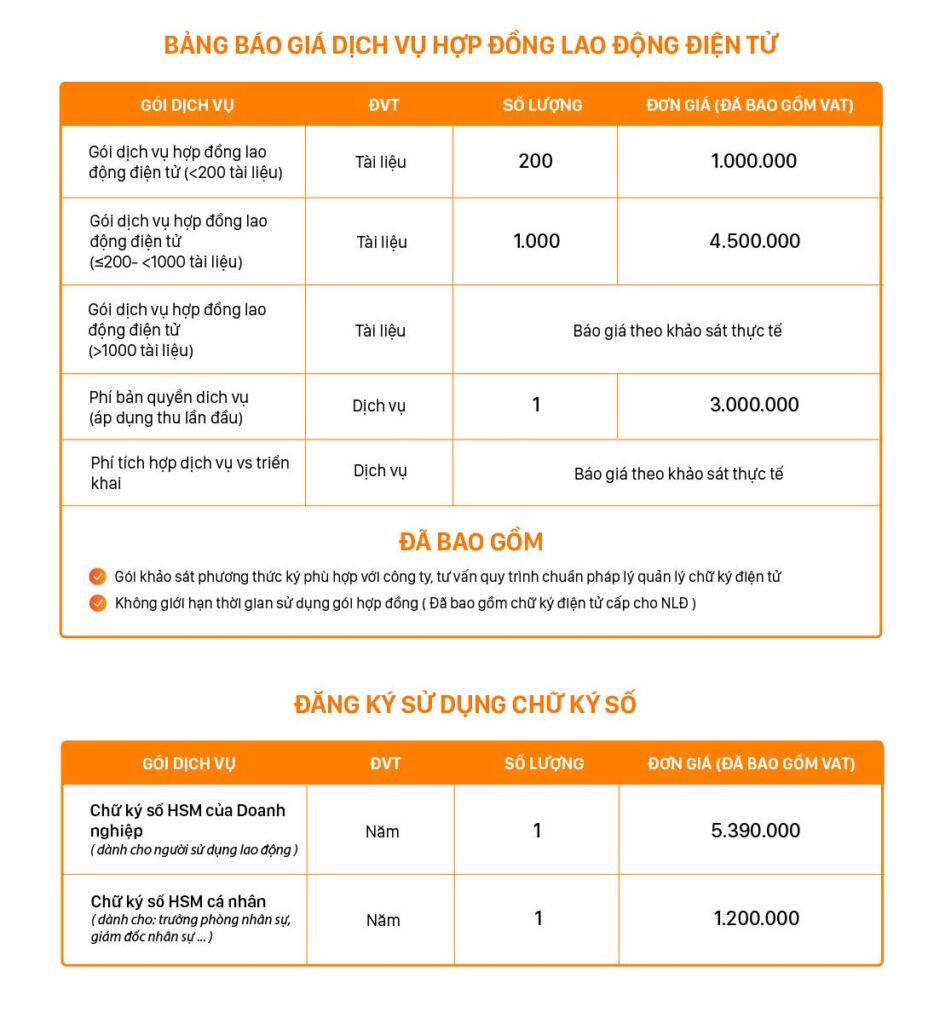 BẢNG BÁO GIÁ DỊCH VỤ HỢP ĐỒNG LAO ĐỘNG ĐIỆN TỬ
GÓI DỊCH VỤ ĐVT SỐ LƯỢNG ĐƠN GIÁ (ĐÃ BAO GỒM VAT)
Gói dịch vụ hợp đồng lao
động điện tử (<200 tài liệu)
Tài liệu 200 1.000.000
Gói dịch vụ hợp đồng lao
động điện tử
(≤200- <1000 tài liệu)
Tài liệu 1.000 4.500.000
Gói dịch vụ hợp đồng lao
động điện tử
(>1000 tài liệu)
Tài liệu Báo giá theo khảo sát thực tế
Phí bản quyền dich vụ
(áp dụng thu lần đầu)
Dịch vụ 1 3.000.000
Phí tích hợp dịch vụ vs triển
khai
Dịch vụ Báo giá theo khảo sát thực tế
ĐÃ BAO GỒM
Gói khảo sát phương thức ký phù hợp với công ty, tư vấn quy trình chuẩn pháp lý quản lý chữ ký điện tử
Không giới hạn thời gian sử dụng gói hợp đồng ( Đã bao gồm chữ ký điện tử cấp cho NLĐ )
ĐĂNG KÝ SỬ DỤNG CHỮ KÝ SỐ
GÓI DỊCH VỤ ĐVT SỐ LƯỢNG ĐƠN GIÁ (ĐÃ BAO GỒM VAT)
Chữ ký số HSM của Doanh
nghiệp
( dành cho người sử dụng lao động )
Năm 1 5.390.000
Chữ ký số HSM cá nhân
( dành cho: trưởng phòng nhân sự,
giám đốc nhân sự ... )
Năm 1 1.200.000